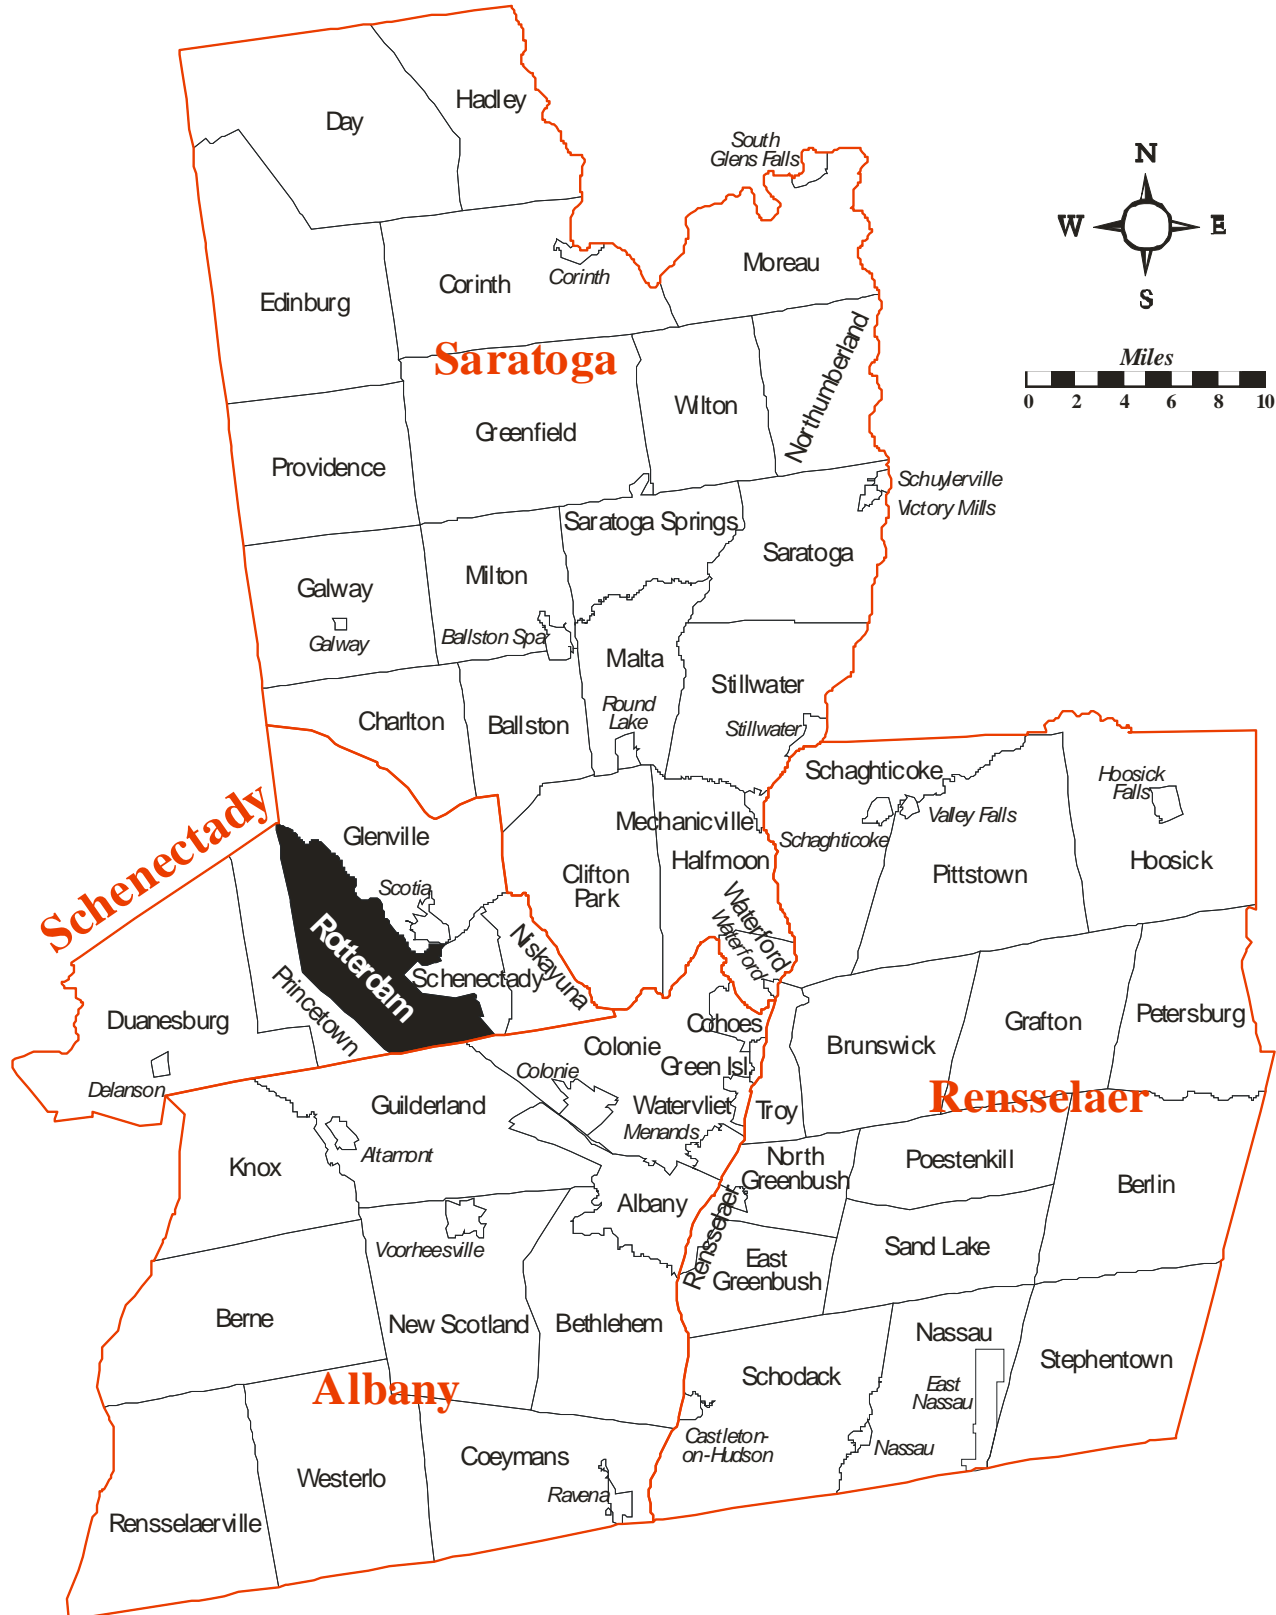 Hadley
Day
South
Glens Falls
N
W
E
S
Moreau
Corinth
Corinth
Edinburg
Saratoga
Northumberland
Miles
0 2 4 6 8 10
Wilton
Greenfield
Providence
Schuylerville
Victory Mills
Saratoga Springs
Saratoga
Milton
Galway
Galway
Ballston Spa
Malta
Stillwater
Round
Lake
Stillwater
Charlton
Ballston
Schaghticoke
Hoosick
Falls
Valley Falls
Schaghticoke
Schenectady
Glenville
Mechanicville
Halfmoon
Hoosick
Pittstown
Clifton
Park
Scotia
Waterford
Waterford
Rotterdam
Niskayuna
Schenectady
Princetown
Duanesburg
Delanson
Cohoes
Colonie
Green Isl.
Colonie
Watervliet
Menands
Troy
Brunswick
Grafton
Petersburg
Rensselaer
Guilderland
Altamont
Knox
North
Greenbush
Poestenkill
Berlin
Albany
Rensselaer
Voorheesville
Sand Lake
East
Greenbush
Berne
New Scotland
Bethlehem
Nassau
Stephentown
Schodack
East
Nassau
Albany
Castleton-
on-Hudson
Nassau
Coeymans
Westerlo
Ravena
Rensselaerville